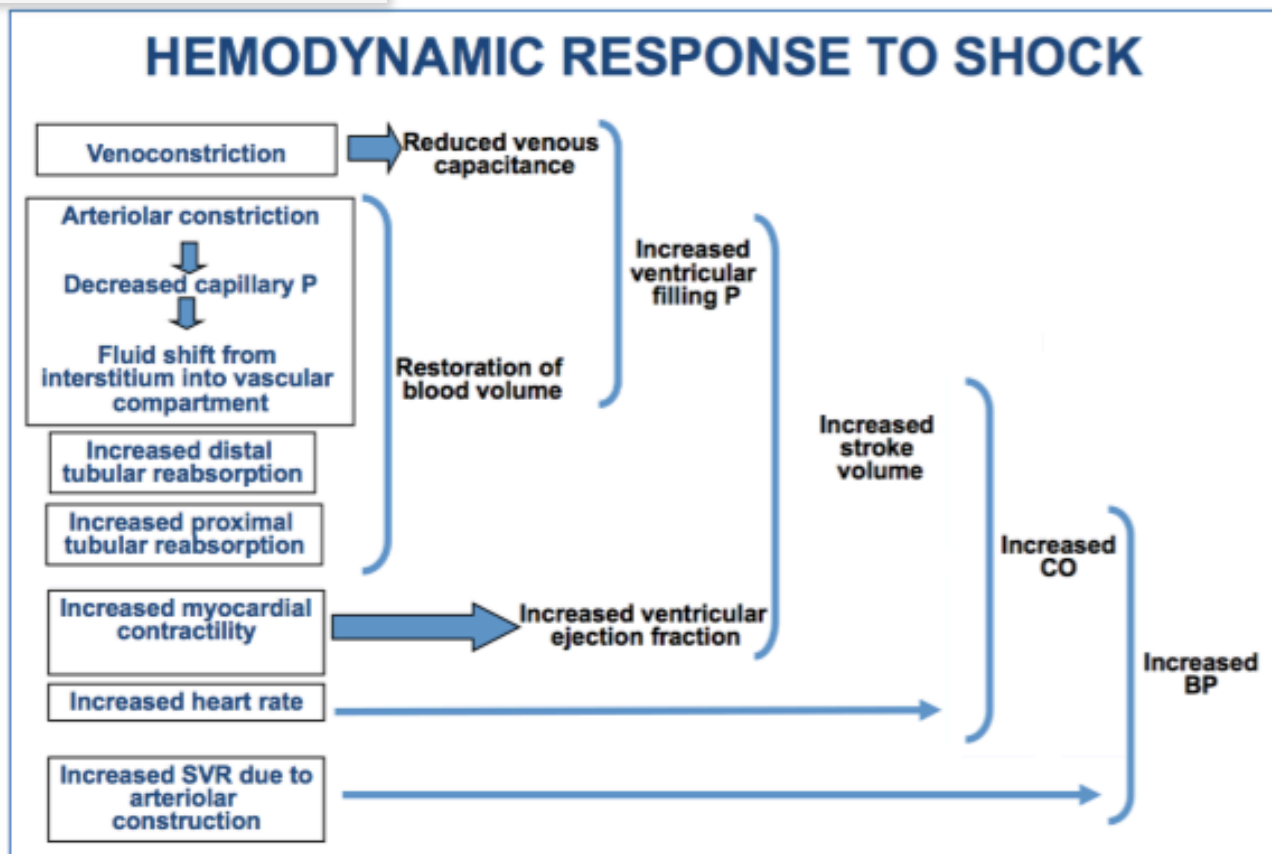 HEMODYNAMIC RESPONSE TO SHOCK
Venoconstriction
Reduced venous
capacitance
Arteriolar constriction
Decreased capillary P
Fluid shift from
interstitium into vascular
compartment
Increased distal
tubular reabsorption
Increased proximal
tubular reabsorption
Restoration of
blood volume
Increased
ventricular
filling P
Increased myocardial
contractility
Increased ventricular
ejection fraction
Increased
stroke
volume
Increased heart rate
Increased
CO
Increased SVR due to
arteriolar
construction
Increased
BP